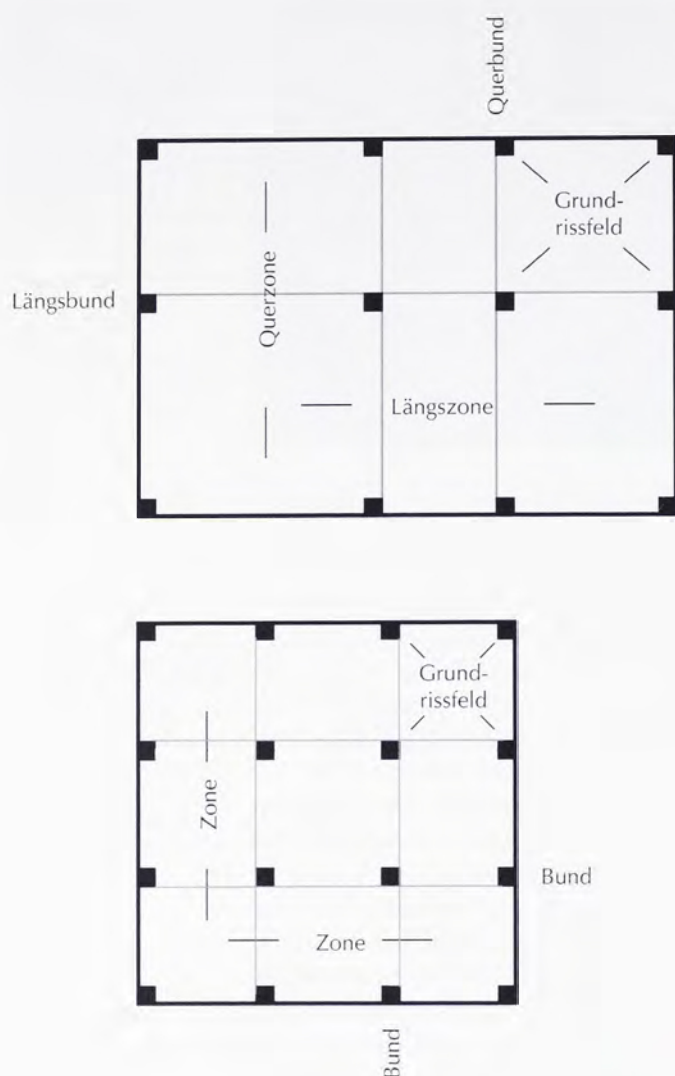 Querbund
Grund-
rissfeld
Querzone
Längsbund
Längszone
Grund-
rissfeld
Zone
Bund
Zone
Bund